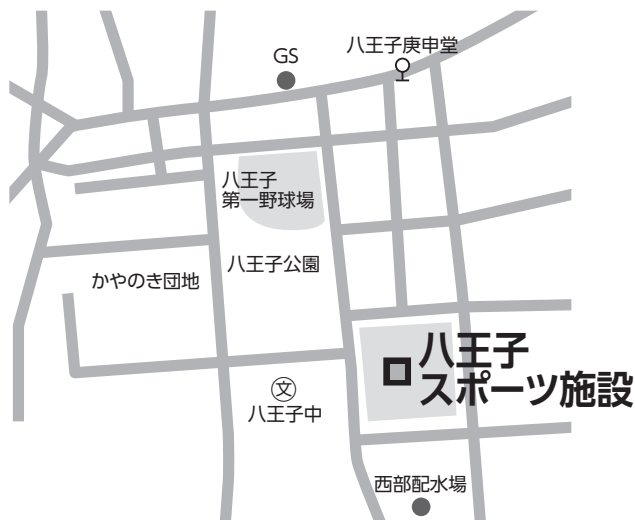 八王子庚申堂
GS
八王子
第一野球場
八王子公園
かやのき団地
八王子
スポーツ施設
文
八王子中
西部配水場